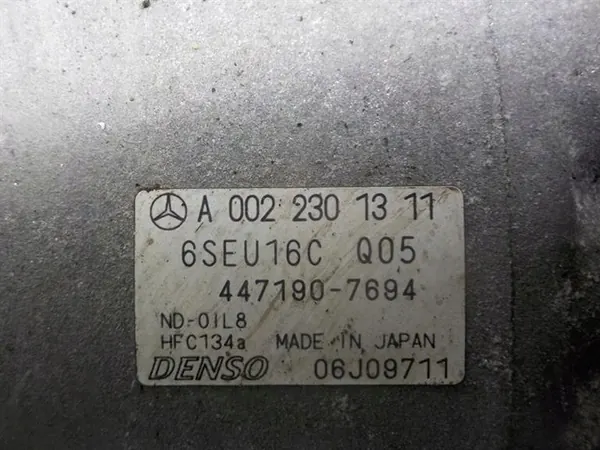 A 002 230 13 11
6SEU16C Q05
447190-7694
ND-OIL8
HFC134a MADE IN JAPAN
DENSO 06J09711